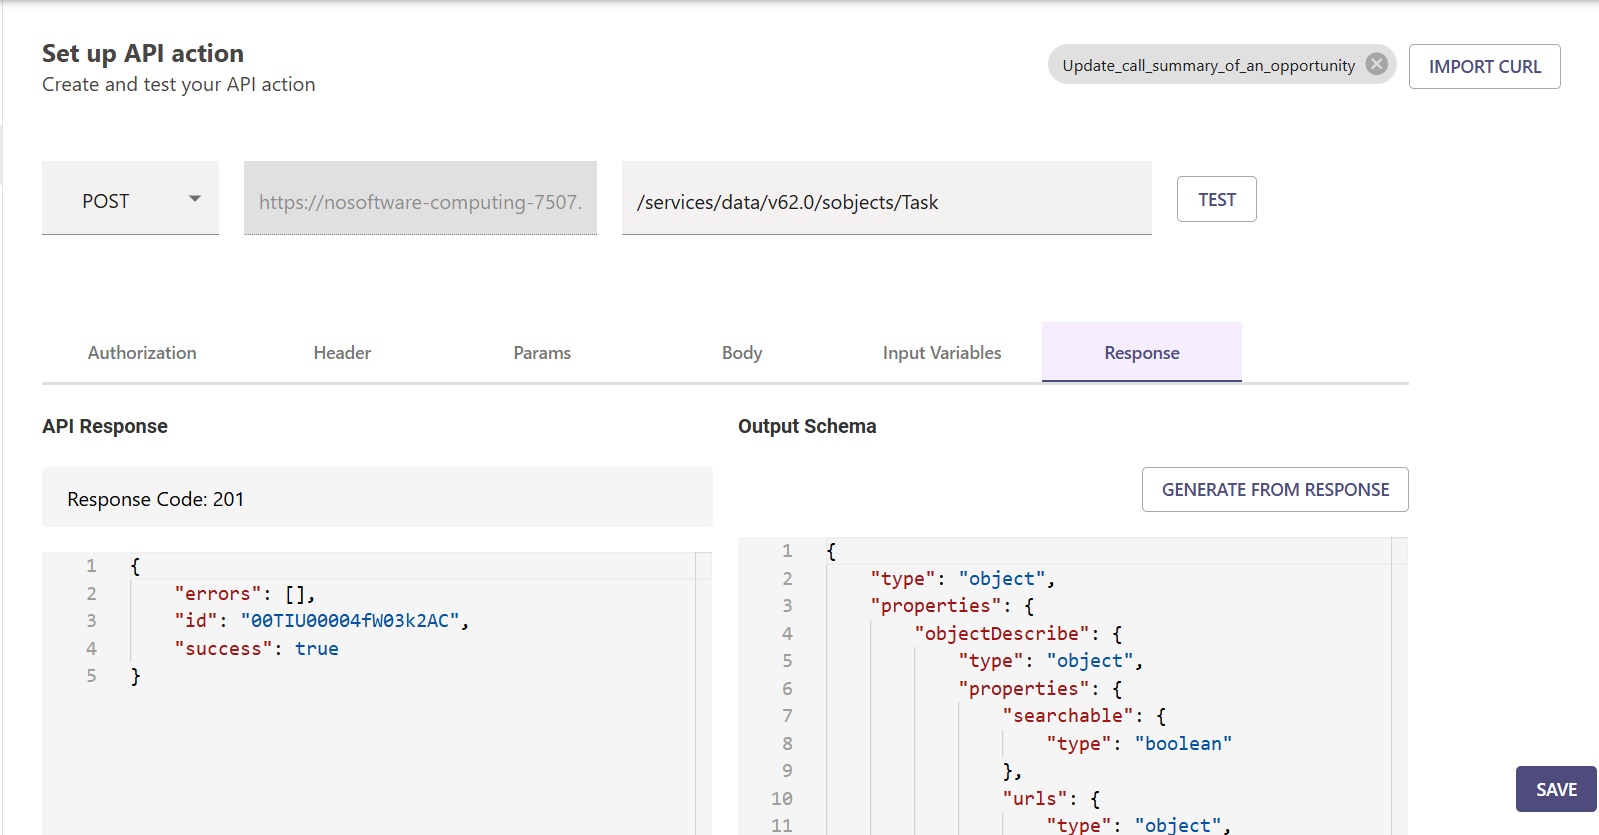 Set up API action
Create and test your API action
Update_call_summary_of_an_opportunity
IMPORT CURL
POST
https://nosoftware-computing-7507.
/services/data/v62.0/sobjects/Task
TEST
Authorization
Header
Params
Body
Input Variables
Response
API Response
Response Code: 201
1 {
2 "errors": [],
3 "id": "00TIU00004fW03k2AC",
4 "success": true
5 }
Output Schema
GENERATE FROM RESPONSE
1 {
2 "type": "object",
3 "properties": {
4 "objectDescribe": {
5 "type": "object",
6 "properties": {
7 "searchable": {
8 "type": "boolean"
9 },
10 "urls": {
11 "type": "object",
SAVE